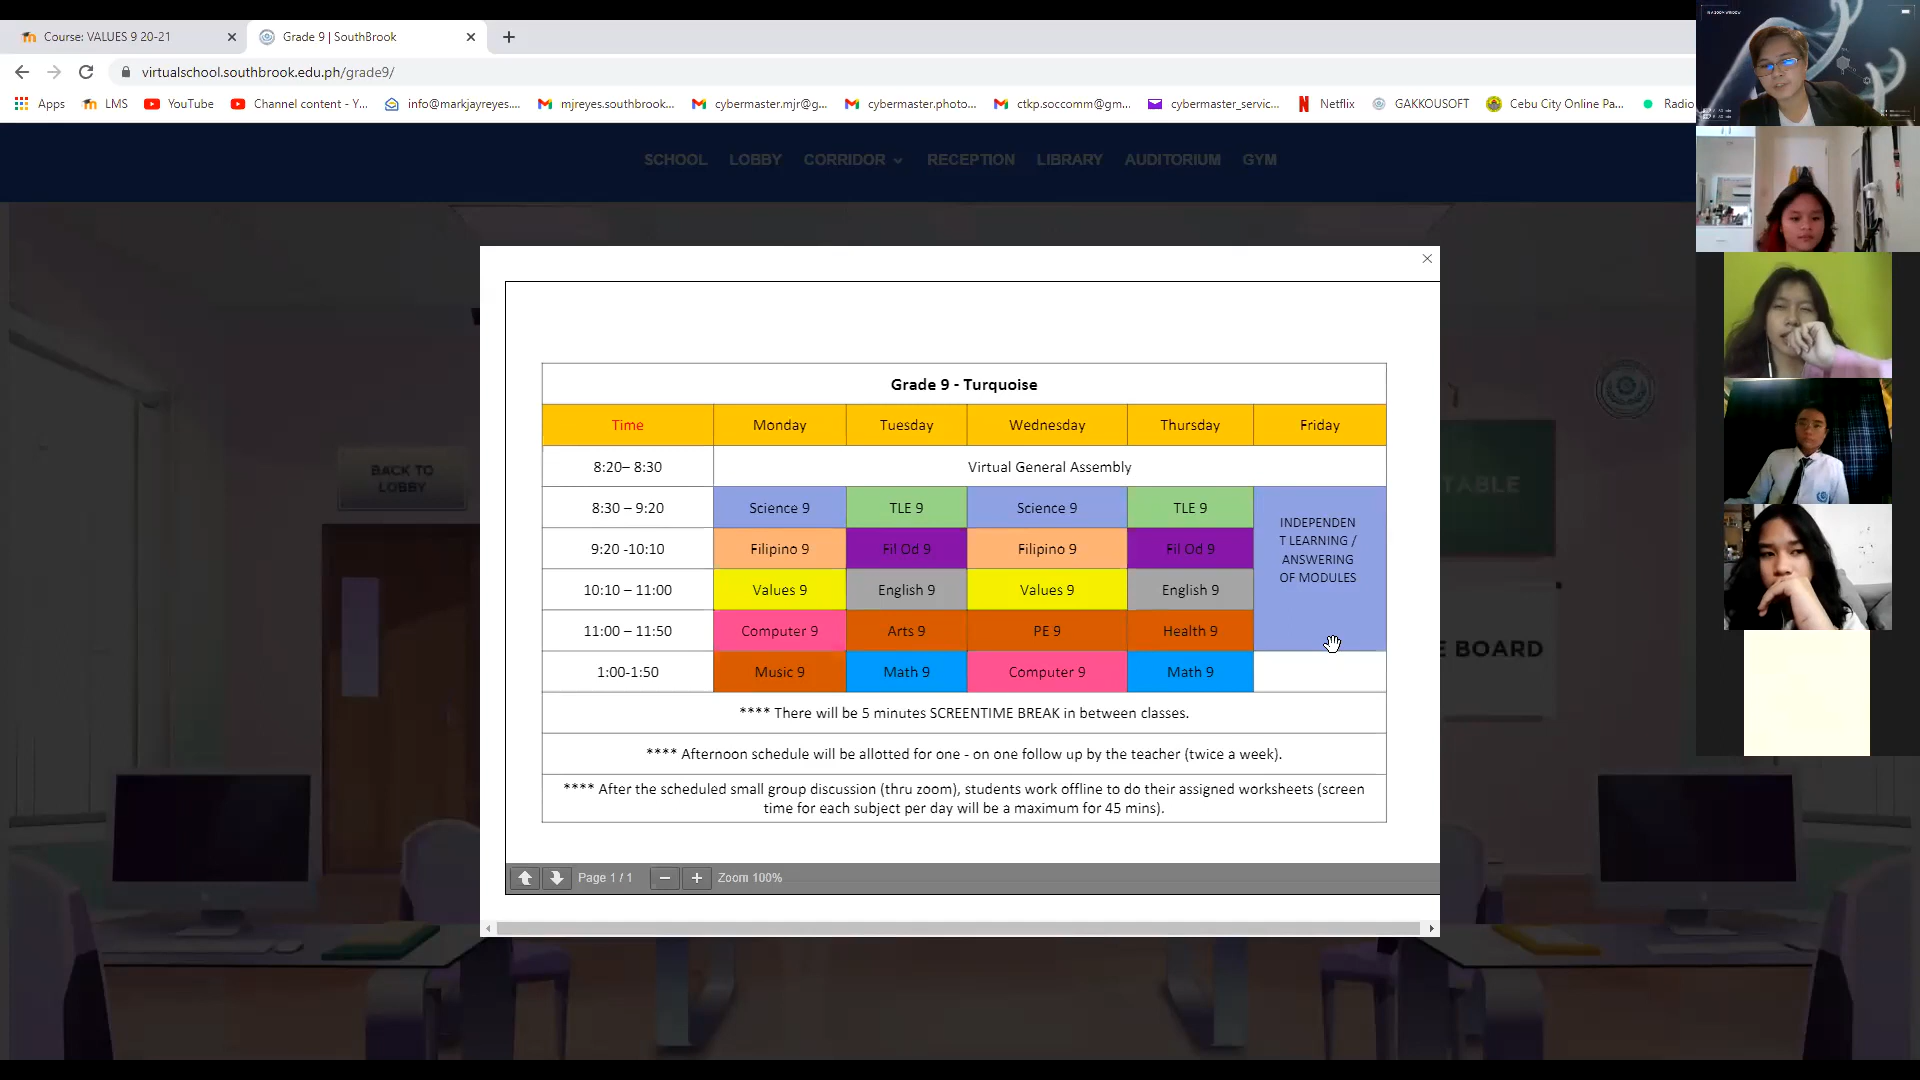 Course: VALUES 9 20-21
Grade 9 | SouthBrook
virtualschool.southbrook.edu.ph/grade9/
Apps LMS YouTube Channel content - Y... info@markjayreyes.... mjreyes.southbrook... cybermaster.mjr@g... cybermaster.photo... ctkp.soccomm@gm... cybermaster_servic... Netflix GAKKOUSOFT Cebu City Online Pa... Radio
SCHOOL LOBBY CORRIDOR RECEPTION LIBRARY AUDITORIUM GYM
BACK TO
LOBBY
TABLE
E BOARD
Grade 9 - Turquoise
Time Monday Tuesday Wednesday Thursday Friday
8:20– 8:30 Virtual General Assembly
8:30 – 9:20 Science 9 TLE 9 Science 9 TLE 9
9:20 -10:10 Filipino 9 Fil Od 9 Filipino 9 Fil Od 9
10:10 – 11:00 Values 9 English 9 Values 9 English 9
11:00 – 11:50 Computer 9 Arts 9 PE 9 Health 9
INDEPENDEN
T LEARNING /
ANSWERING
OF MODULES
1:00-1:50 Music 9 Math 9 Computer 9 Math 9
**** There will be 5 minutes SCREENTIME BREAK in between classes.
**** Afternoon schedule will be allotted for one - on one follow up by the teacher (twice a week).
**** After the scheduled small group discussion (thru zoom), students work offline to do their assigned worksheets (screen
time for each subject per day will be a maximum for 45 mins).
Page 1 / 1 Zoom 100%